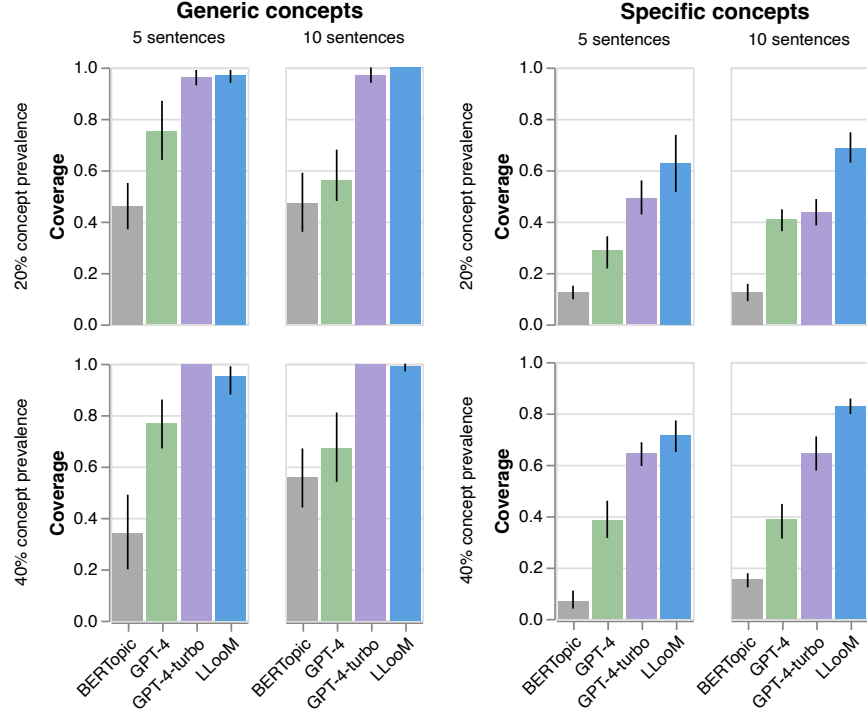 Generic concepts
Specific concepts
5 sentences
10 sentences
5 sentences
10 sentences
20% concept prevalence
Coverage
1.0
0.8
0.6
0.4
0.2
0.0
20% concept prevalence
Coverage
1.0
0.8
0.6
0.4
0.2
0.0
40% concept prevalence
Coverage
1.0
0.8
0.6
0.4
0.2
0.0
40% concept prevalence
Coverage
1.0
0.8
0.6
0.4
0.2
0.0
BERTopic
GPT-4
GPT-4-turbo
LLooM
BERTopic
GPT-4
GPT-4-turbo
LLooM
BERTopic
GPT-4
GPT-4-turbo
LLooM
BERTopic
GPT-4
GPT-4-turbo
LLooM